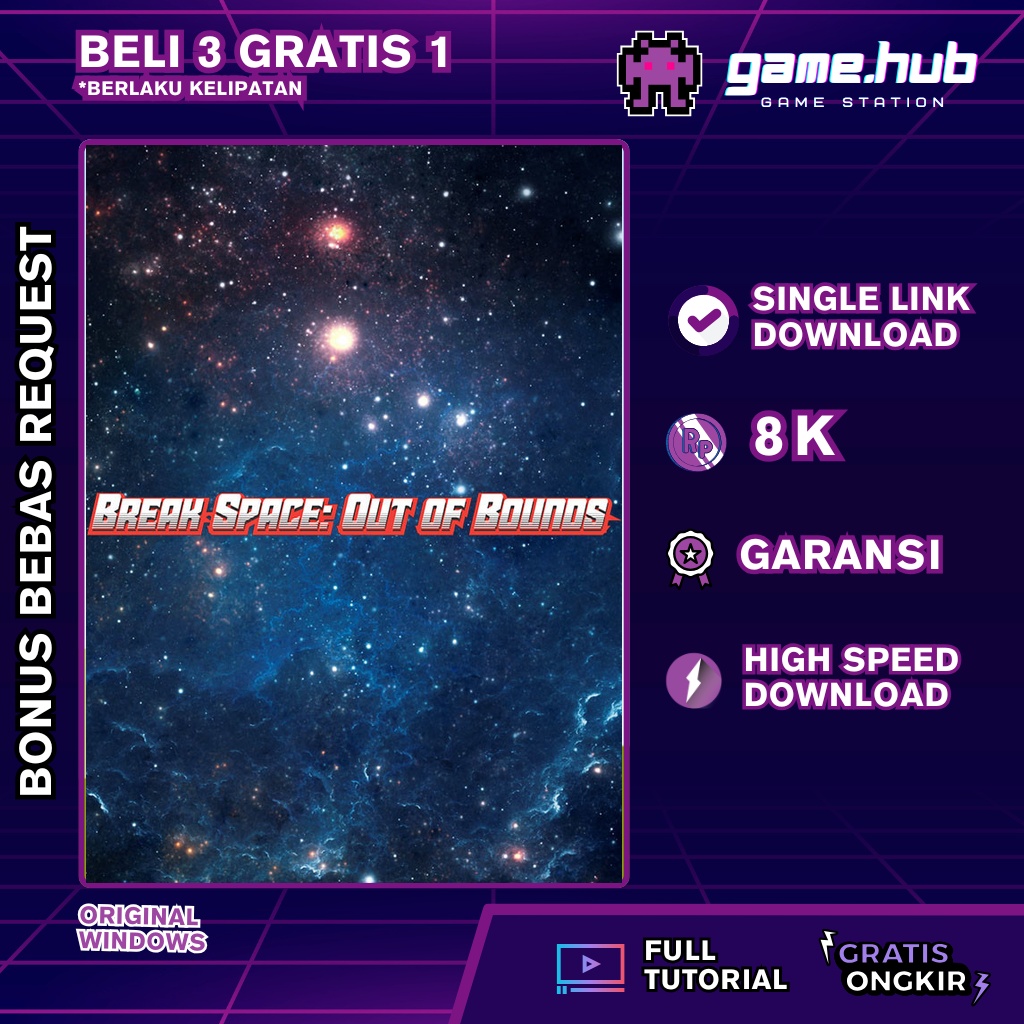 BELI 3 GRATIS 1
*BERLAKU KELIPATAN
game.hub
GAME STATION
BONUS BEBAS REQUEST
BREAK SPACE: OUT OF BOUNDS
SINGLE LINK
DOWNLOAD
Rp
8K
GARANSI
HIGH SPEED
DOWNLOAD
ORIGINAL
WINDOWS
FULL
TUTORIAL
GRATIS
ONGKIR